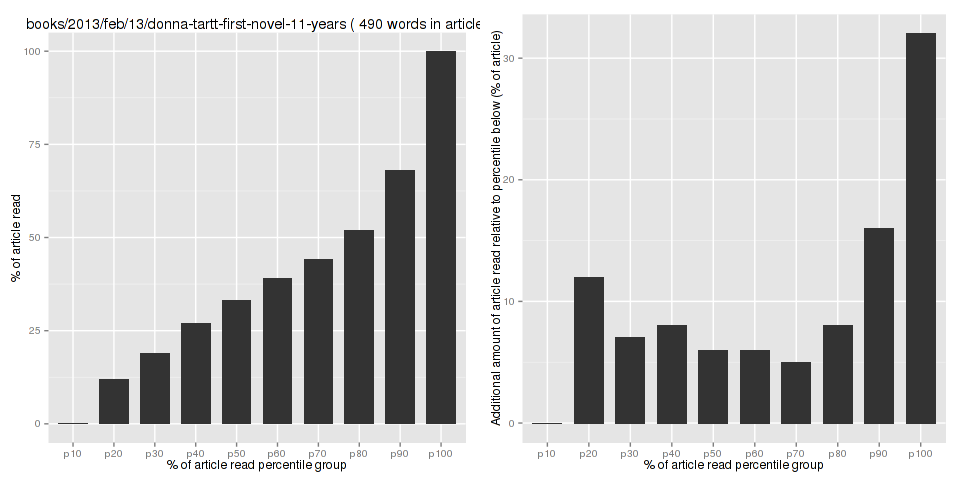 books/2013/feb/13/donna-tartt-first-novel-11-years ( 490 words in article
100
75
50
25
0
% of article read
p10 p20 p30 p40 p50 p60 p70 p80 p90 p100
% of article read percentile group
30
20
10
0
Additional amount of article read relative to percentile below (% of article)
p10 p20 p30 p40 p50 p60 p70 p80 p90 p100
% of article read percentile group